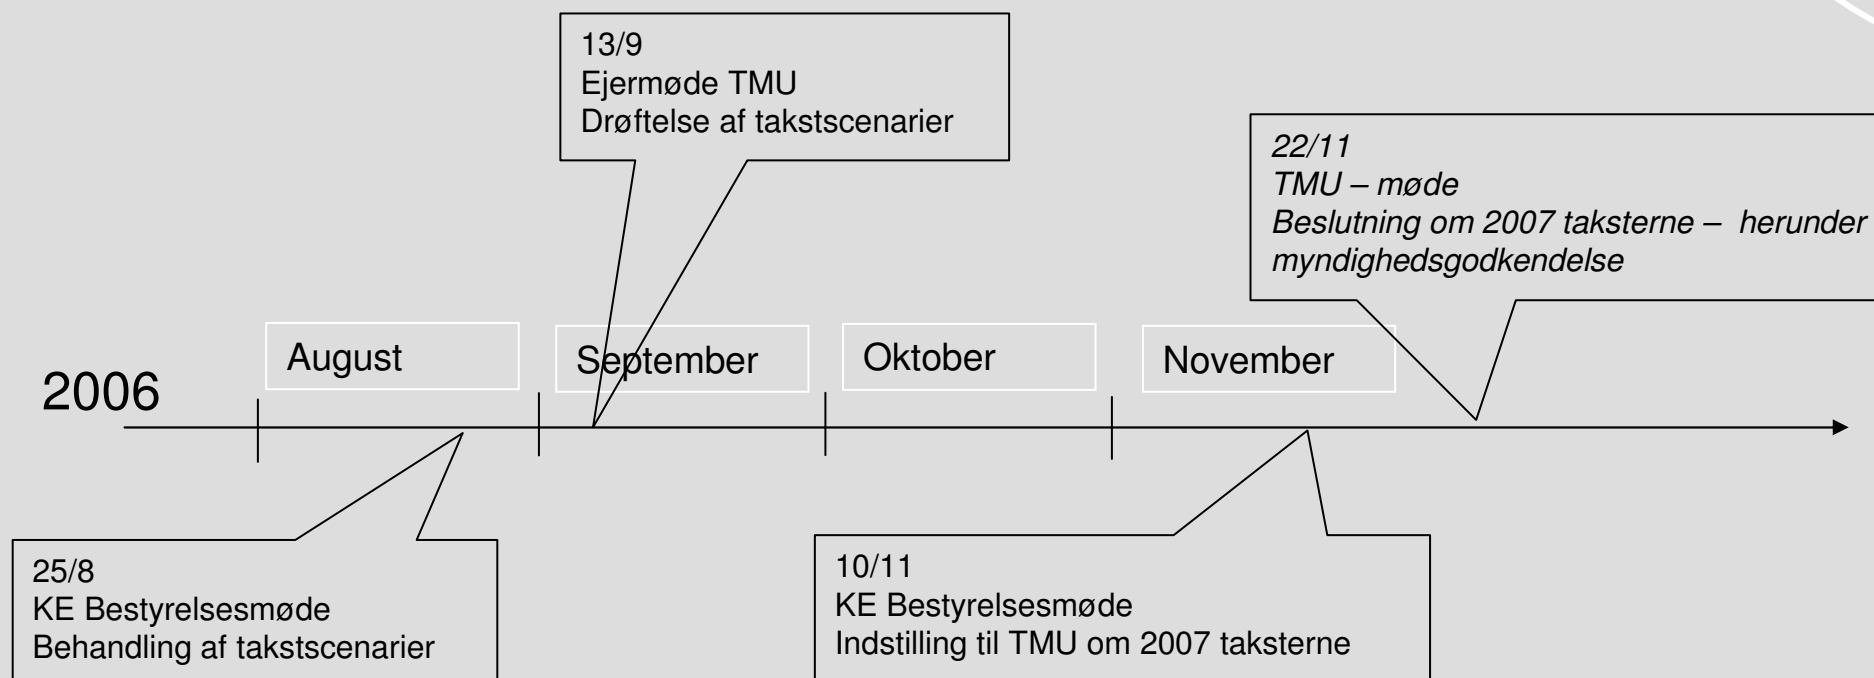 13/9
Ejermøde TMU
Drøftelse af takstscenarier
22/11
TMU – møde
Beslutning om 2007 taksterne – herunder
myndighedsgodkendelse
2006
August
September
Oktober
November
25/8
KE Bestyrelsesmøde
Behandling af takstscenarier
10/11
KE Bestyrelsesmøde
Indstilling til TMU om 2007 taksterne